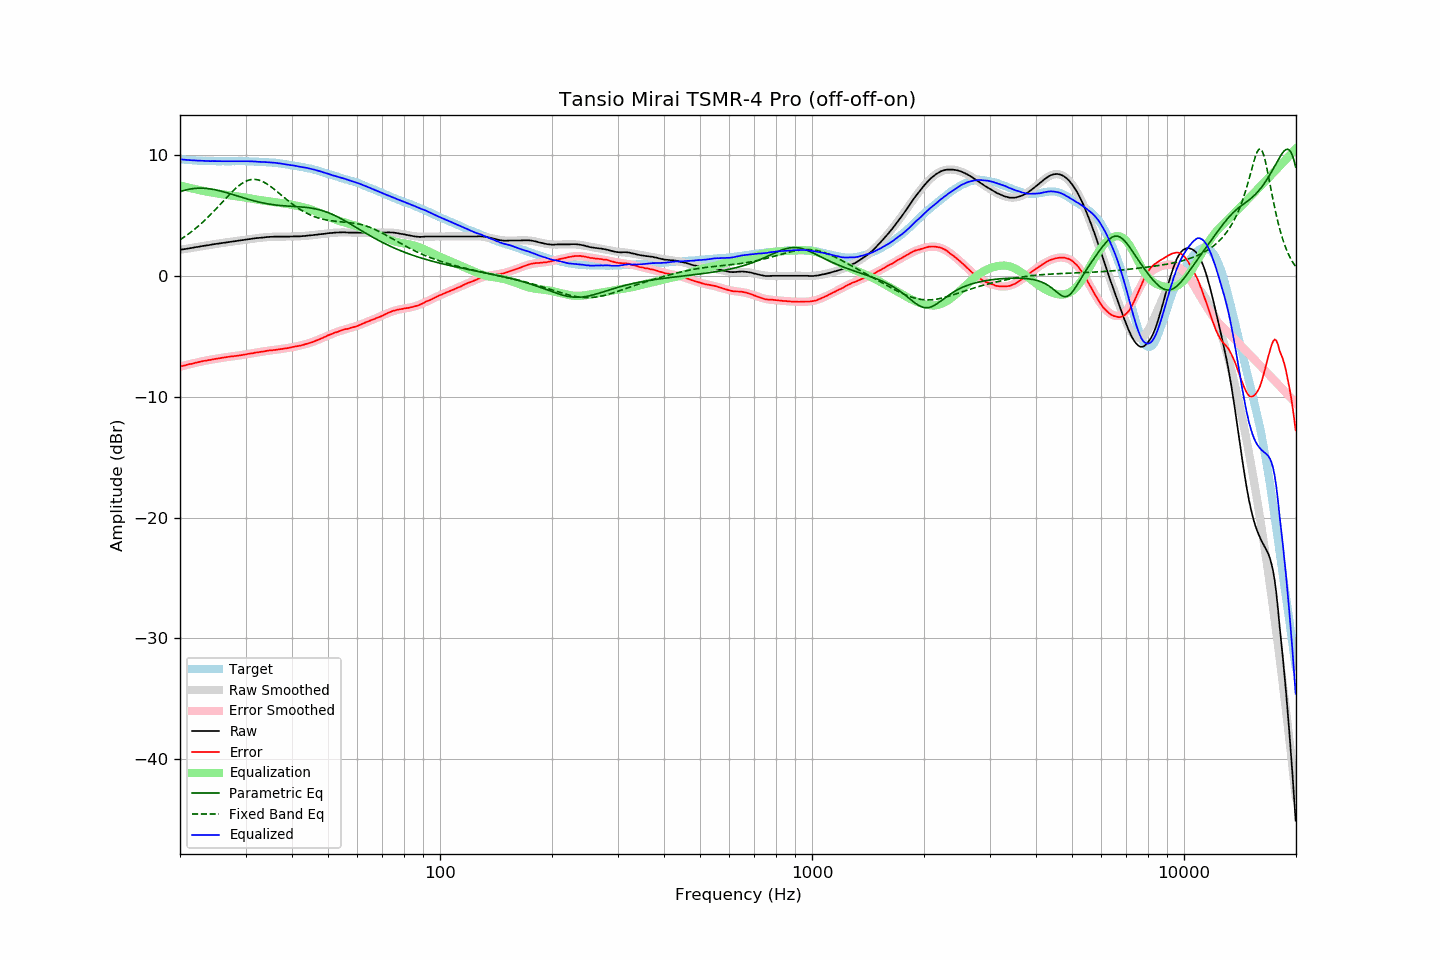 Tansio Mirai TSMR-4 Pro (off-off-on)
10
0
−10
−20
−30
−40
Amplitude (dBr)
Target
Raw Smoothed
Error Smoothed
Raw
Error
Equalization
Parametric Eq
Fixed Band Eq
Equalized
100
1000
10000
Frequency (Hz)